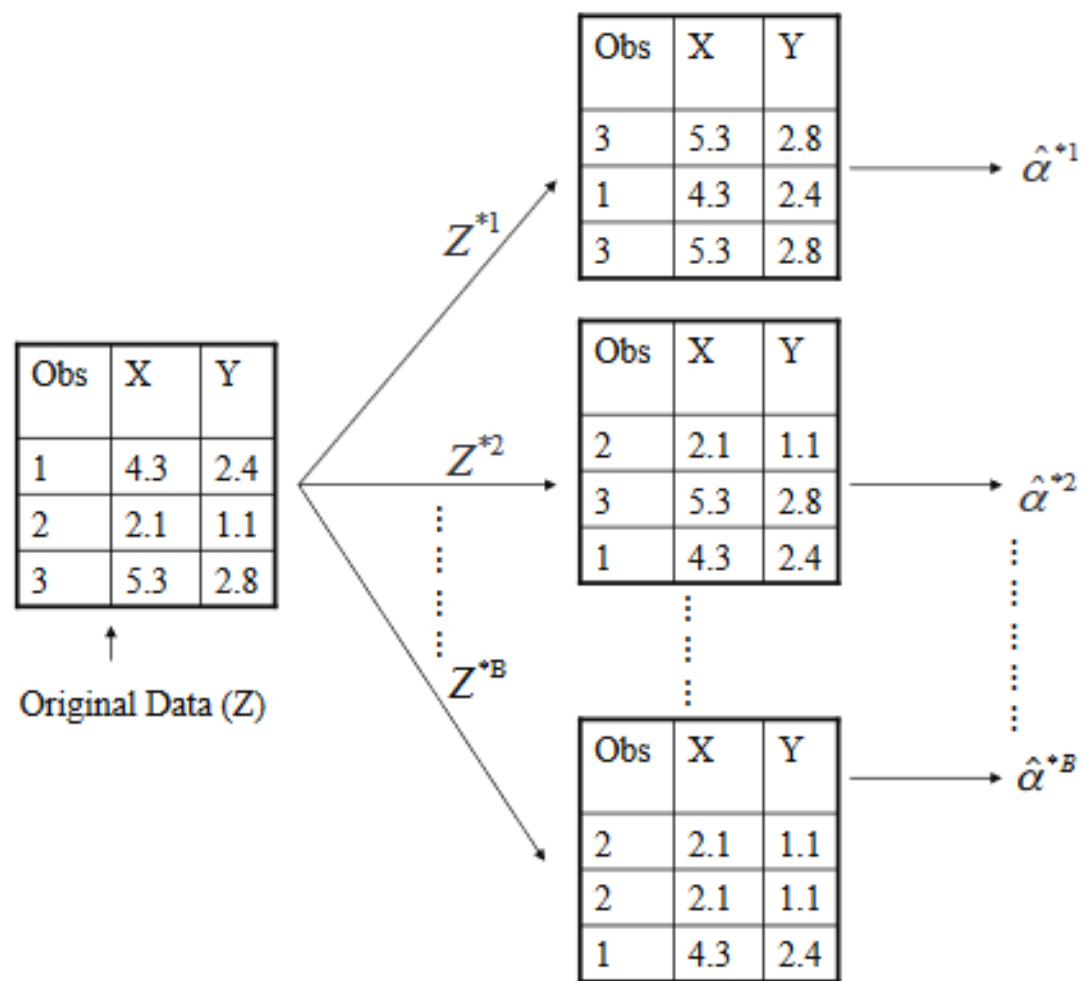 Obs X Y
3 5.3 2.8
1 4.3 2.4
3 5.3 2.8
α̂*1
Z*1
Obs X Y
1 4.3 2.4
2 2.1 1.1
3 5.3 2.8
Original Data (Z)
Z*2
Obs X Y
2 2.1 1.1
3 5.3 2.8
1 4.3 2.4
α̂*2
Z*B
Obs X Y
2 2.1 1.1
2 2.1 1.1
1 4.3 2.4
α̂*B